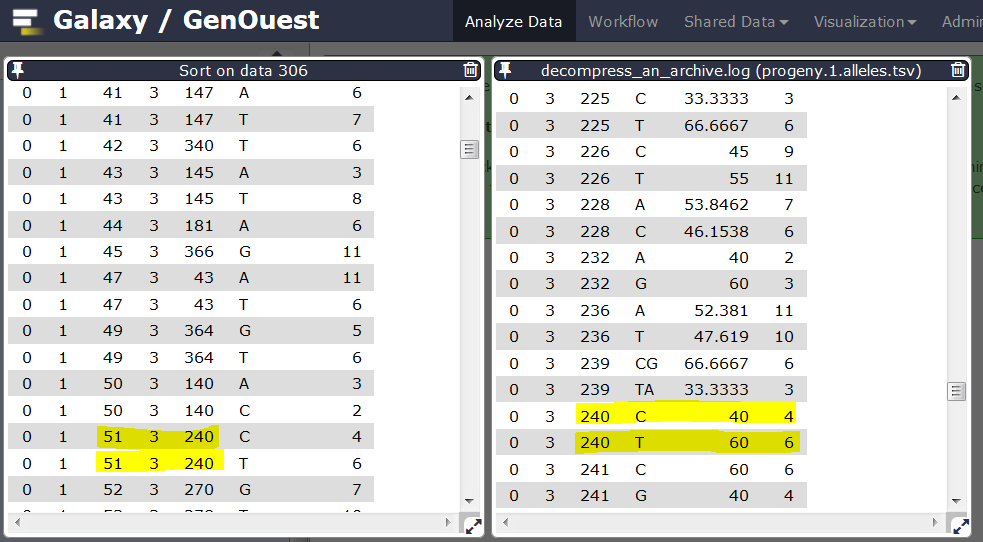 Galaxy / GenOuest
Analyze Data Workflow Shared Data Visualization Admin
Sort on data 306
0 1 41 3 147 A 6
0 1 41 3 147 T 7
0 1 42 3 340 T 6
0 1 43 3 145 A 3
0 1 43 3 145 T 8
0 1 44 3 181 A 6
0 1 45 3 366 G 11
0 1 47 3 43 A 11
0 1 47 3 43 T 6
0 1 49 3 364 G 5
0 1 49 3 364 T 6
0 1 50 3 140 A 3
0 1 50 3 140 C 2
0 1 51 3 240 C 4
0 1 51 3 240 T 6
0 1 52 3 270 G 7
decompress_an_archive.log (progeny.1.alleles.tsv)
0 3 225 C 33.3333 3
0 3 225 T 66.6667 6
0 3 226 C 45 9
0 3 226 T 55 11
0 3 228 A 53.8462 7
0 3 228 C 46.1538 6
0 3 232 A 40 2
0 3 232 G 60 3
0 3 236 A 52.381 11
0 3 236 T 47.619 10
0 3 239 CG 66.6667 6
0 3 239 TA 33.3333 3
0 3 240 C 40 4
0 3 240 T 60 6
0 3 241 C 60 6
0 3 241 G 40 4